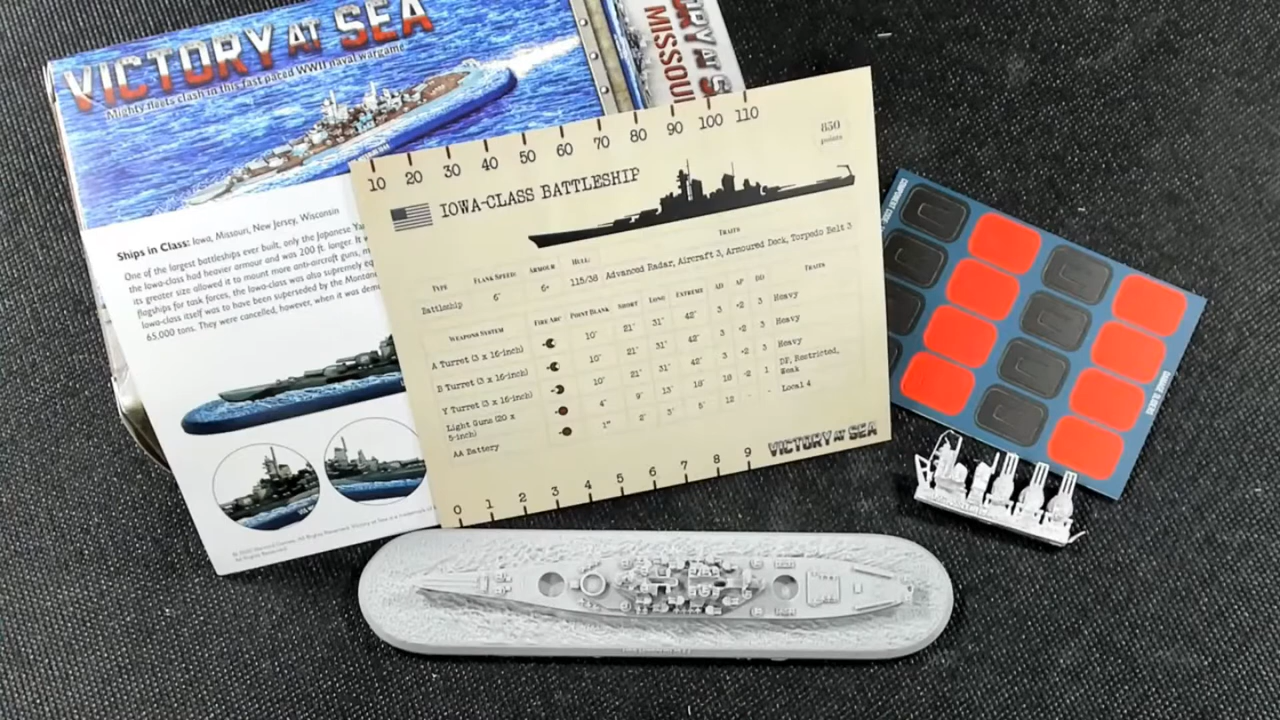 VICTORY AT SEA
Mighty fleets clash in this fast paced WWII naval wargame
MISSOU
Ships in Class: Iowa, Missouri, New Jersey, Wisconsin
One of the largest battleships ever built, only the Japanese
the Iowa-class had heavier armour and was 200 ft. longer. It
its greater size allowed it to mount more anti-aircraft guns,
flagships for task forces, the Iowa-class was also supremely
Iowa-class itself was to have been superseded by the
65,000 tons. They were cancelled, however, when it was
10 20 30 40 50 60 70 80 90 100 110
850
points
IOWA-CLASS BATTLESHIP
TRAITS
TYPE FLANK SPEED ARMOUR HULL
Battleship 6" 6+ 115/38 Advanced Radar, Aircraft 3, Armoured Deck, Torpedo Belt 3
WEAPONS SYSTEM FIRE ARC POINT BLANK SHORT LONG EXTREME AD AP DD TRAITS
A Turret (3 x 16-inch) 10" 21" 31" 42" 3 +2 3 Heavy
B Turret (3 x 16-inch) 10" 21" 31" 42" 3 +2 3 Heavy
Y Turret (3 x 16-inch) 10" 21" 31" 42" 3 +2 3 Heavy
Light Guns (20 x 5-inch) 4" 9" 13" 18" 10 -2 1 DP, Restricted, Weak
AA Battery 1" 2" 3" 5" 12 - - Local 4
VICTORY AT SEA
0 1 2 3 4 5 6 7 8 9
All Rights Reserved